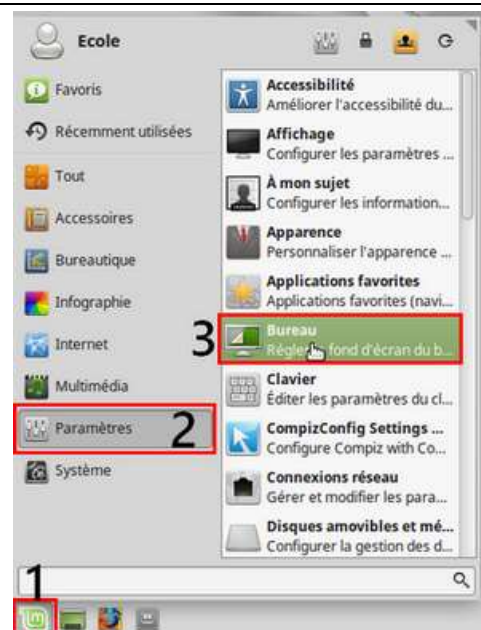 Ecole
Favoris
Récemment utilisées
Tout
Accessoires
Bureautique
Infographie
Internet
Multimédia
Paramètres
Système
Accessibilité
Améliorer l'accessibilité du...
Affichage
Configurer les paramètres ...
À mon sujet
Configurer les information...
Apparence
Personnaliser l'apparence ...
Applications favorites
Applications favorites (navi...
3
Bureau
Régler fond d'écran du b...
Clavier
Éditer les paramètres du cl...
2
CompizConfig Settings ...
Configure Compiz with Co...
Connexions réseau
Gérer et modifier les para...
Disques amovibles et mé...
Configurer la gestion des d...
1